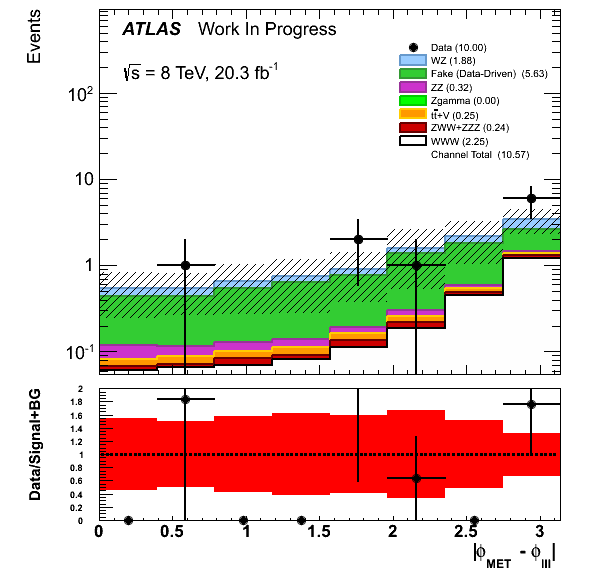 Events
ATLAS Work In Progress
√s = 8 TeV, 20.3 fb⁻¹
Data (10.00)
WZ (1.88)
Fake (Data-Driven) (5.63)
ZZ (0.32)
Zgamma (0.00)
tt̄+V (0.25)
ZWW+ZZZ (0.24)
WWW (2.25)
Channel Total (10.57)
10²
10
1
10⁻¹
Data/Signal+BG
2
1.8
1.6
1.4
1.2
1
0.8
0.6
0.4
0.2
0
0 0.5 1 1.5 2 2.5 3
|ϕ_MET - ϕ_lll|